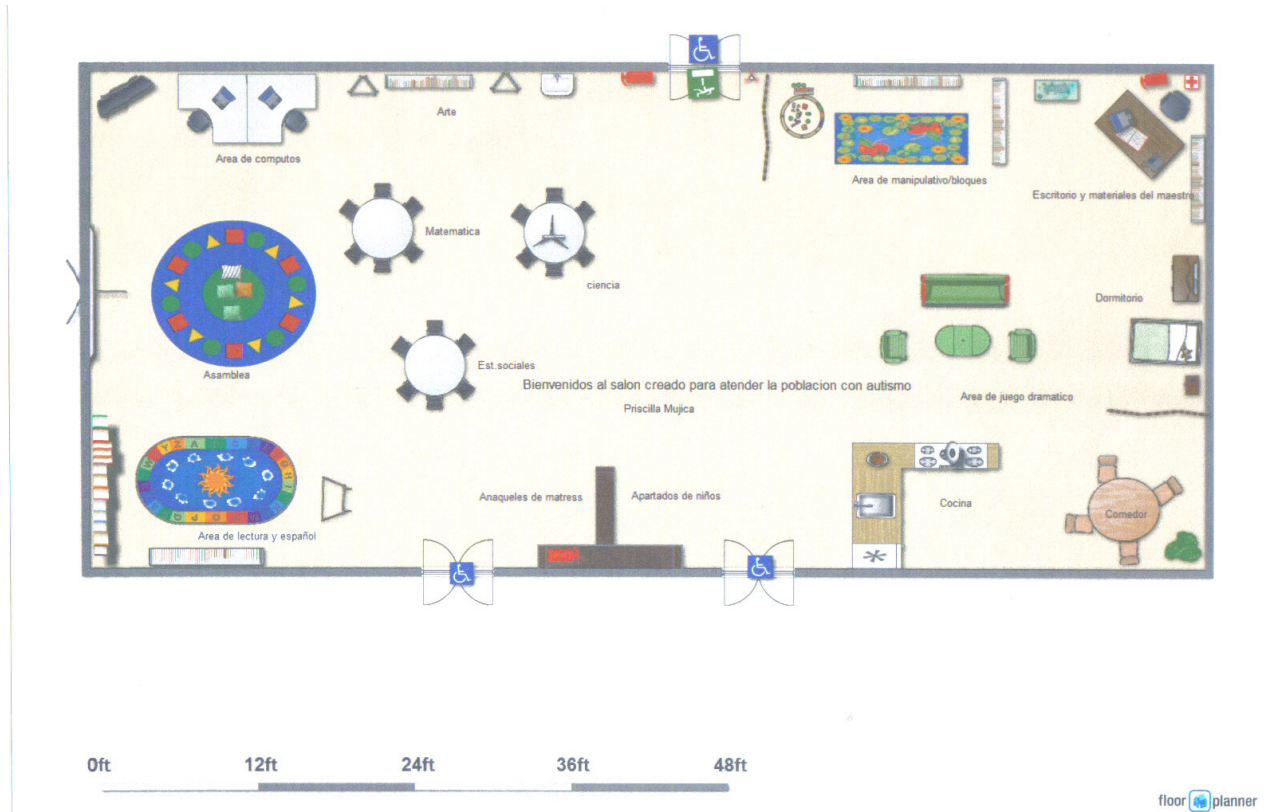 Arte
Area de computos
Area de manipulativo/bloques
Escritorio y materiales del maestro
Matematica
ciencia
Dormitorio
Asamblea
Est.sociales
Bienvenidos al salon creado para atender la poblacion con autismo
Priscilla Mujica
Area de juego dramatico
Anaqueles de matress
Apartados de niños
Cocina
Comedor
Area de lectura y español
0ft 12ft 24ft 36ft 48ft
floor planner